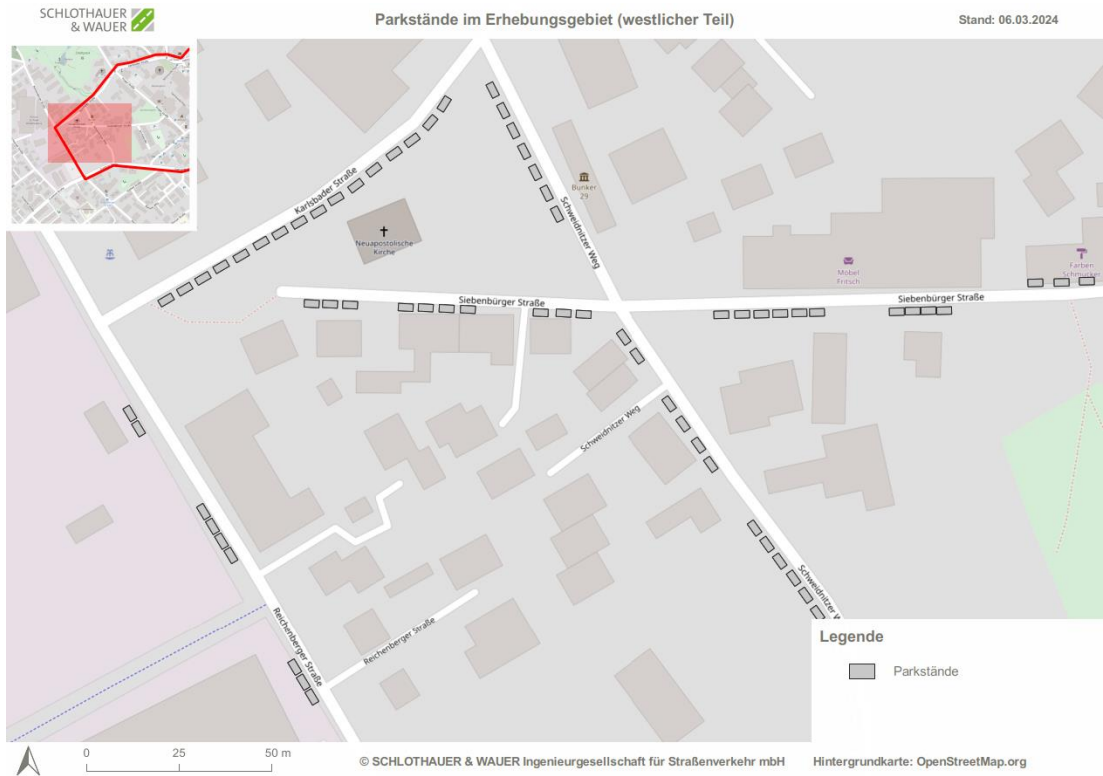 SCHLOTHAUER
& WAUER
Parkstände im Erhebungsgebiet (westlicher Teil)
Stand: 06.03.2024
Karlsbader Straße
Neuapostolische
Kirche
Bunker
29
Schweidnitzer Weg
Möbel
Fritsch
Farben
Schmucker
Siebenbürger Straße
Siebenbürger Straße
Schweidnitzer Weg
Schweidnitzer W
Reichenberger Straße
Reichenberger Straße
Legende
Parkstände
0 25 50 m
© SCHLOTHAUER & WAUER Ingenieurgesellschaft für Straßenverkehr mbH
Hintergrundkarte: OpenStreetMap.org